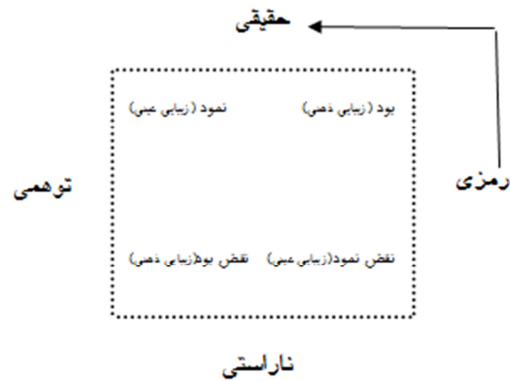 حقیقی
بود (زیبایی ذهنی)
نمود (زیبایی عینی)
رمزی
توهمی
نقض نمود(زیبایی عینی)
نقض بود(زیبایی ذهنی)
ناراستی